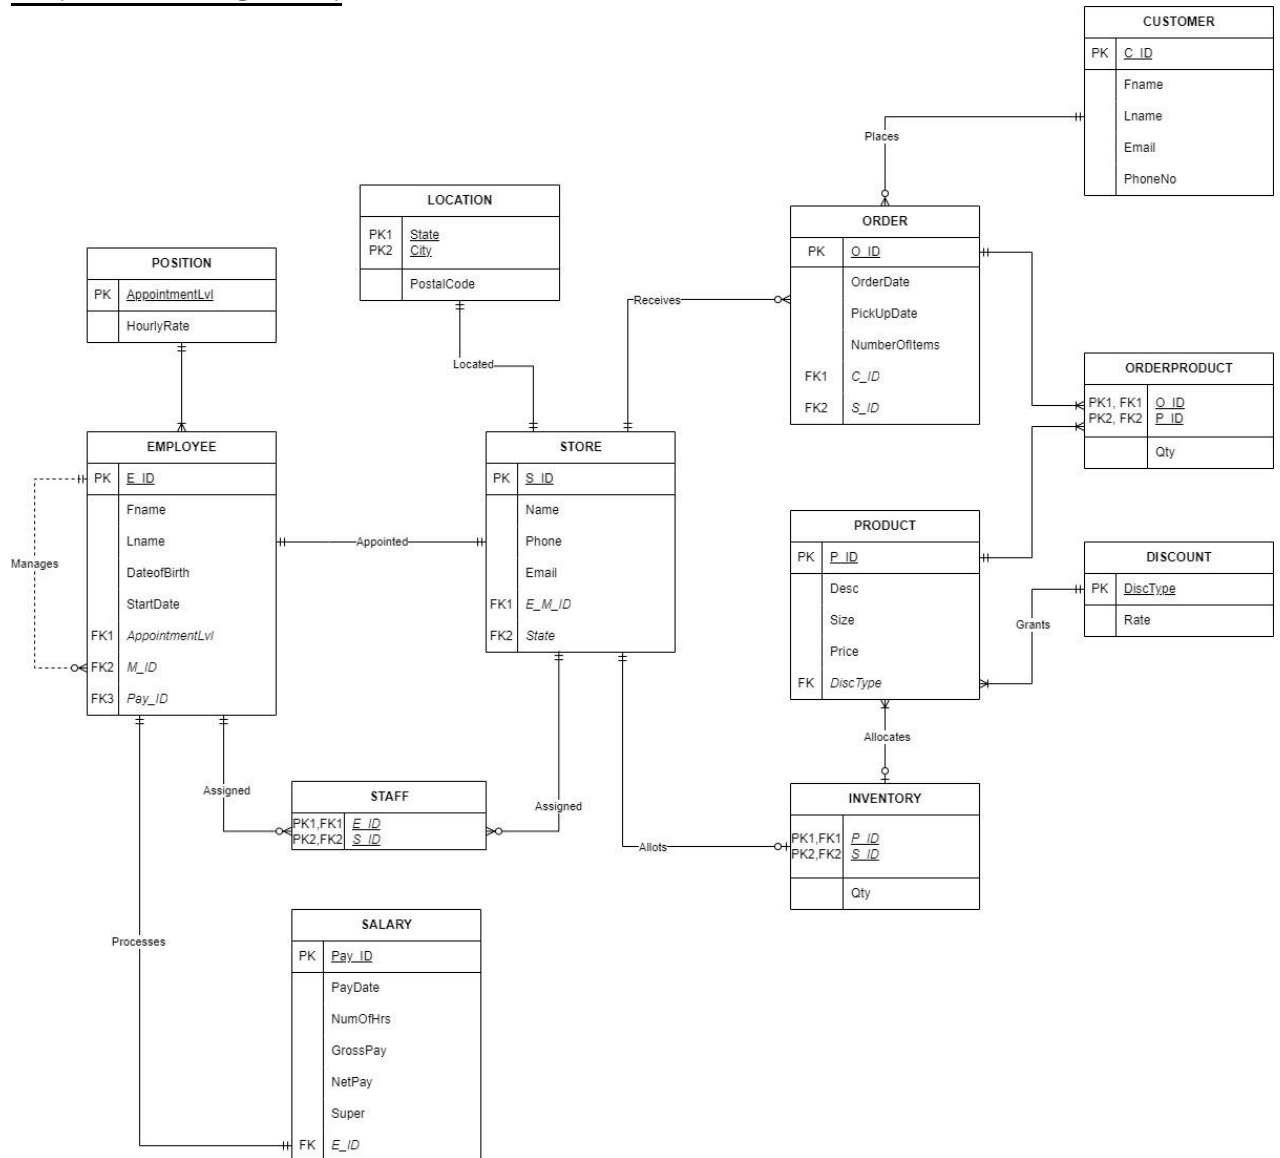 CUSTOMER
PK C_ID
Fname
Lname
Email
PhoneNo
Places
LOCATION
PK1 State
PK2 City
PostalCode
ORDER
PK O_ID
OrderDate
PickUpDate
NumberOfItems
FK1 C_ID
FK2 S_ID
POSITION
PK AppointmentLvl
HourlyRate
Receives
Located
ORDERPRODUCT
PK1, FK1 O_ID
PK2, FK2 P_ID
Qty
EMPLOYEE
PK E_ID
Fname
Lname
DateofBirth
StartDate
FK1 AppointmentLvl
FK2 M_ID
FK3 Pay_ID
Manages
Appointed
STORE
PK S_ID
Name
Phone
Email
FK1 E_M_ID
FK2 State
PRODUCT
PK P_ID
Desc
Size
Price
FK DiscType
DISCOUNT
PK DiscType
Rate
Grants
Allocates
Assigned
STAFF
PK1,FK1 E_ID
PK2,FK2 S_ID
Assigned
Allots
INVENTORY
PK1,FK1 P_ID
PK2,FK2 S_ID
Qty
Processes
SALARY
PK Pay_ID
PayDate
NumOfHrs
GrossPay
NetPay
Super
FK E_ID